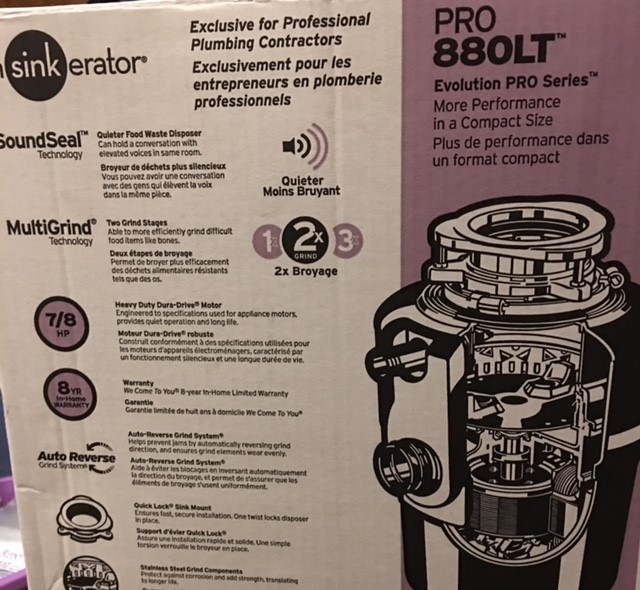 sinkerator®
Exclusive for Professional
Plumbing Contractors
Exclusivement pour les
entrepreneurs en plomberie
professionnels
PRO
880LT™
Evolution PRO Series™
More Performance
in a Compact Size
Plus de performance dans
un format compact
SoundSeal™
Technology
Quieter Food Waste Disposer
Can hold a conversation with
elevated voices in same room.
Broyeur de déchets plus silencieux
Vous pouvez avoir une conversation
avec des gens qui élèvent la voix
dans la même pièce.
Quieter
Moins Bruyant
MultiGrind®
Technology
Two Grind Stages
Able to more efficiently grind difficult
food items like bones.
Deux étapes de broyage
Permet de broyer plus efficacement
des déchets alimentaires résistants
tels que des os.
1 2x 3
GRIND
2x Broyage
7/8
HP
Heavy Duty Dura-Drive® Motor
Engineered to specifications used for appliance motors,
provides quiet operation and long life.
Moteur Dura-Drive® robuste
Construit conformément à des spécifications utilisées pour
les moteurs d'appareils électroménagers, caractérisé par
un fonctionnement silencieux et une longue durée de vie.
8YR
In-Home
WARRANTY
Warranty
We Come To You® 8-year In-Home Limited Warranty
Garantie
Garantie limitée de huit ans à domicile We Come To You®
Auto Reverse
Grind System®
Auto-Reverse Grind System®
Helps prevent jams by automatically reversing grind
direction, and ensures grind elements wear evenly.
Auto-Reverse Grind System®
Aide à éviter les blocages en inversant automatiquement
la direction du broyage, et permet de s'assurer que les
éléments de broyage s'usent uniformément.
Quick Lock® Sink Mount
Ensures fast, secure installation. One twist locks disposer
in place.
Support d'évier Quick Lock®
Assure une installation rapide et solide. Une simple
torsion verrouille le broyeur en place.
Stainless Steel Grind Components
Protect against corrosion and add strength, translating
to longer life.